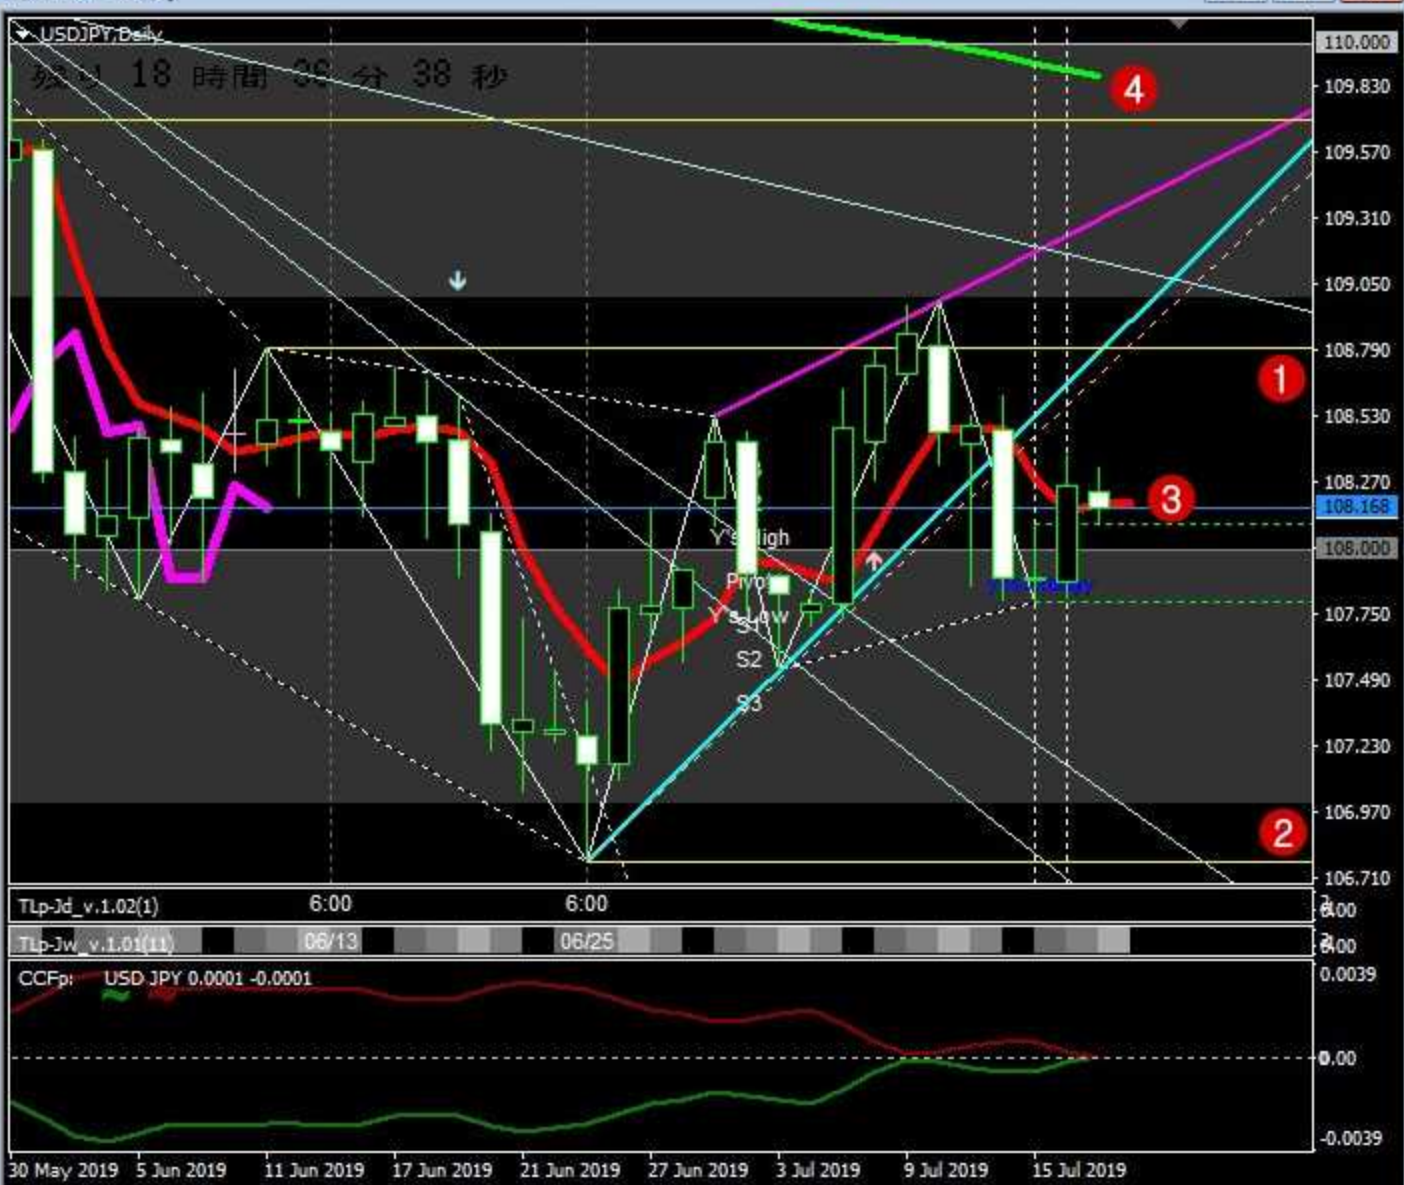 USDJPY,Daily
残り 18 時間 36 分 38 秒
110.000
109.830
4
109.570
109.310
109.050
108.790
1
108.530
108.270
3
108.168
108.000
Y's High
Pivot
107.750
Y's Low
S1
S2
107.490
S3
107.230
106.970
2
106.710
TLp-Jd_v.1.02(1)
6:00
6:00
TLp-Jw_v.1.01(11)
06/13
06/25
CCFp:
USD JPY 0.0001 -0.0001
0.0039
0.00
-0.0039
30 May 2019
5 Jun 2019
11 Jun 2019
17 Jun 2019
21 Jun 2019
27 Jun 2019
3 Jul 2019
9 Jul 2019
15 Jul 2019